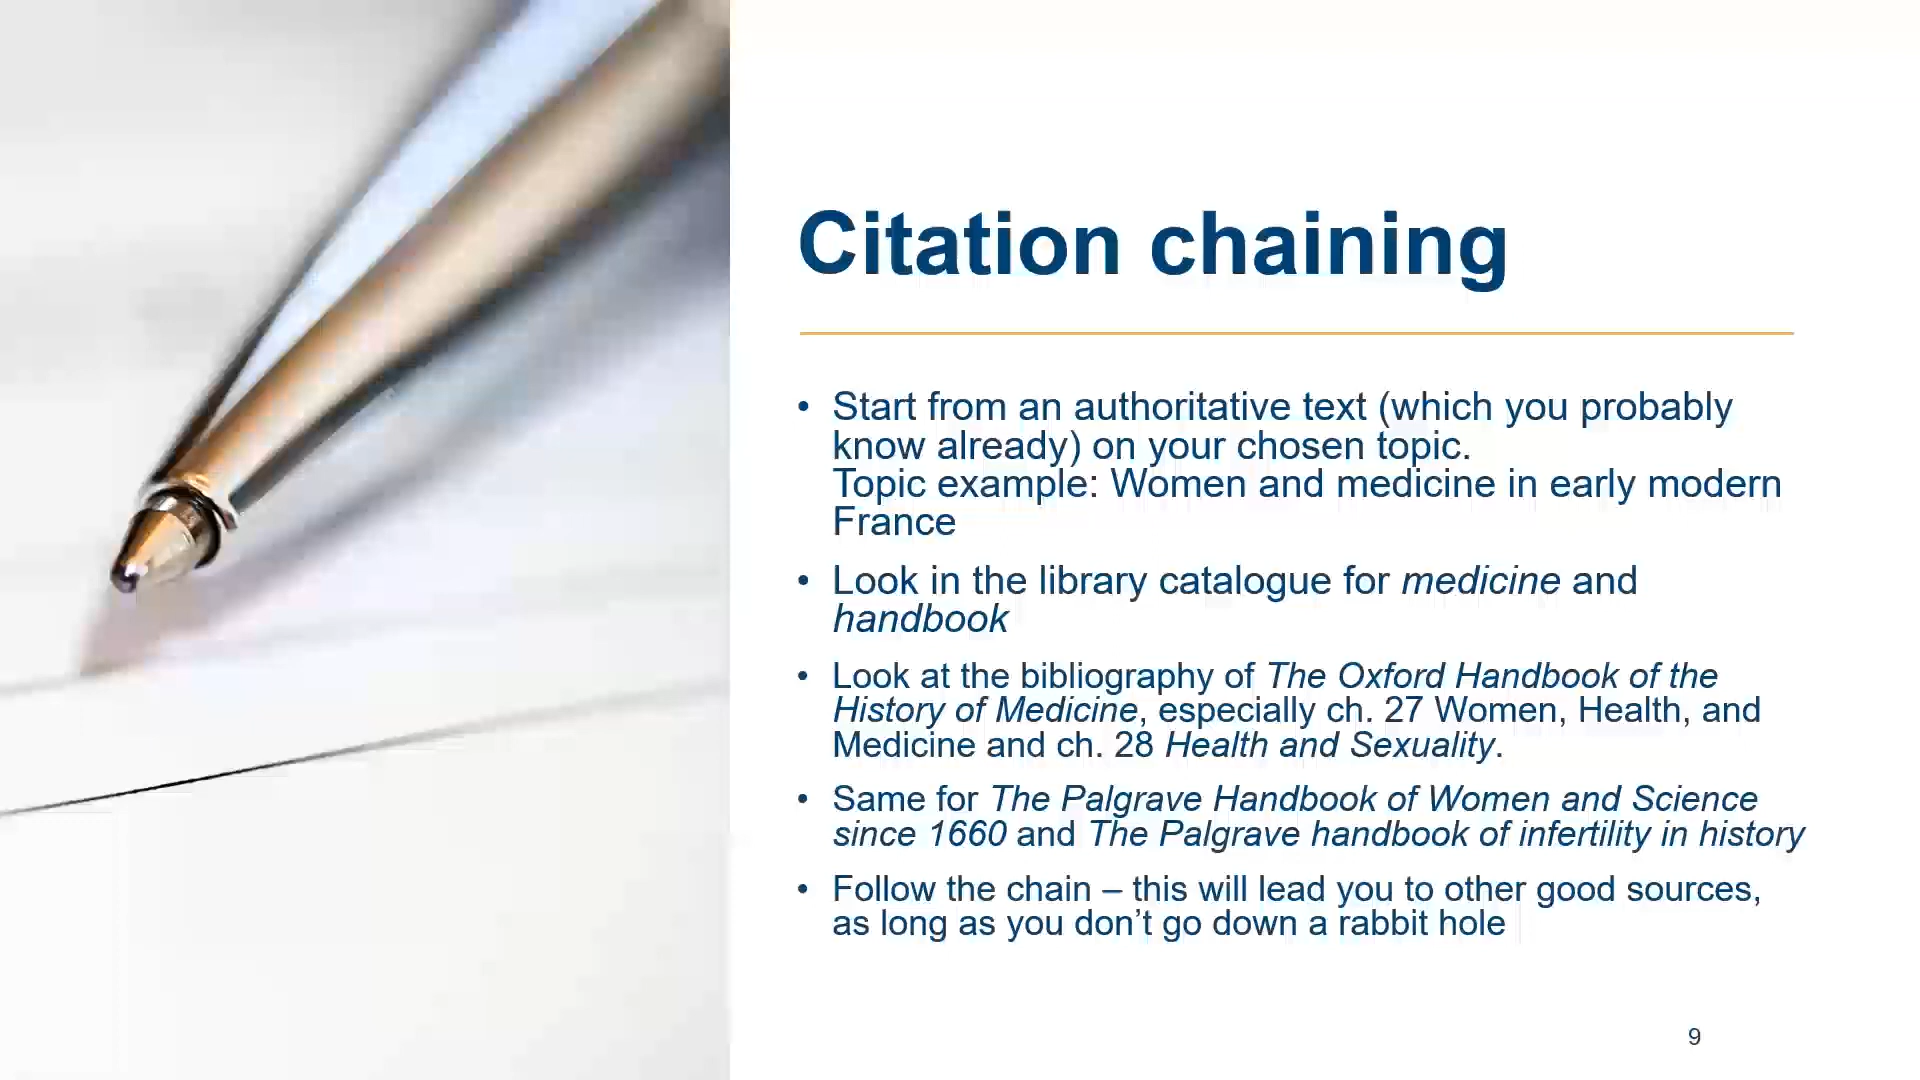 Citation chaining
• Start from an authoritative text (which you probably
know already) on your chosen topic.
Topic example: Women and medicine in early modern
France
• Look in the library catalogue for medicine and
handbook
• Look at the bibliography of The Oxford Handbook of the
History of Medicine, especially ch. 27 Women, Health, and
Medicine and ch. 28 Health and Sexuality.
• Same for The Palgrave Handbook of Women and Science
since 1660 and The Palgrave handbook of infertility in history
• Follow the chain – this will lead you to other good sources,
as long as you don’t go down a rabbit hole
9